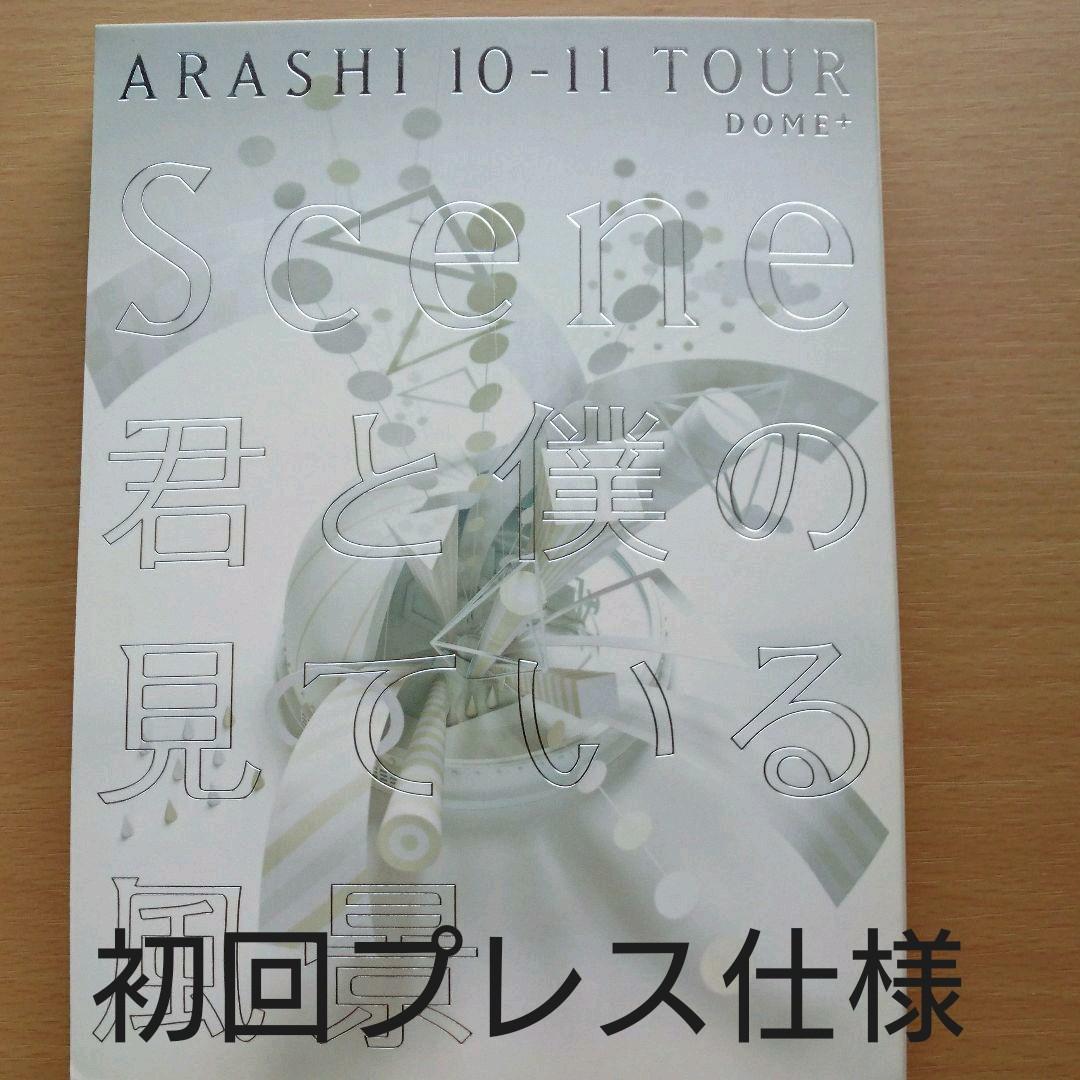 ARASHI 10-11 TOUR
DOME+
Scene
君と僕の
見ている
風景
初回プレス仕様